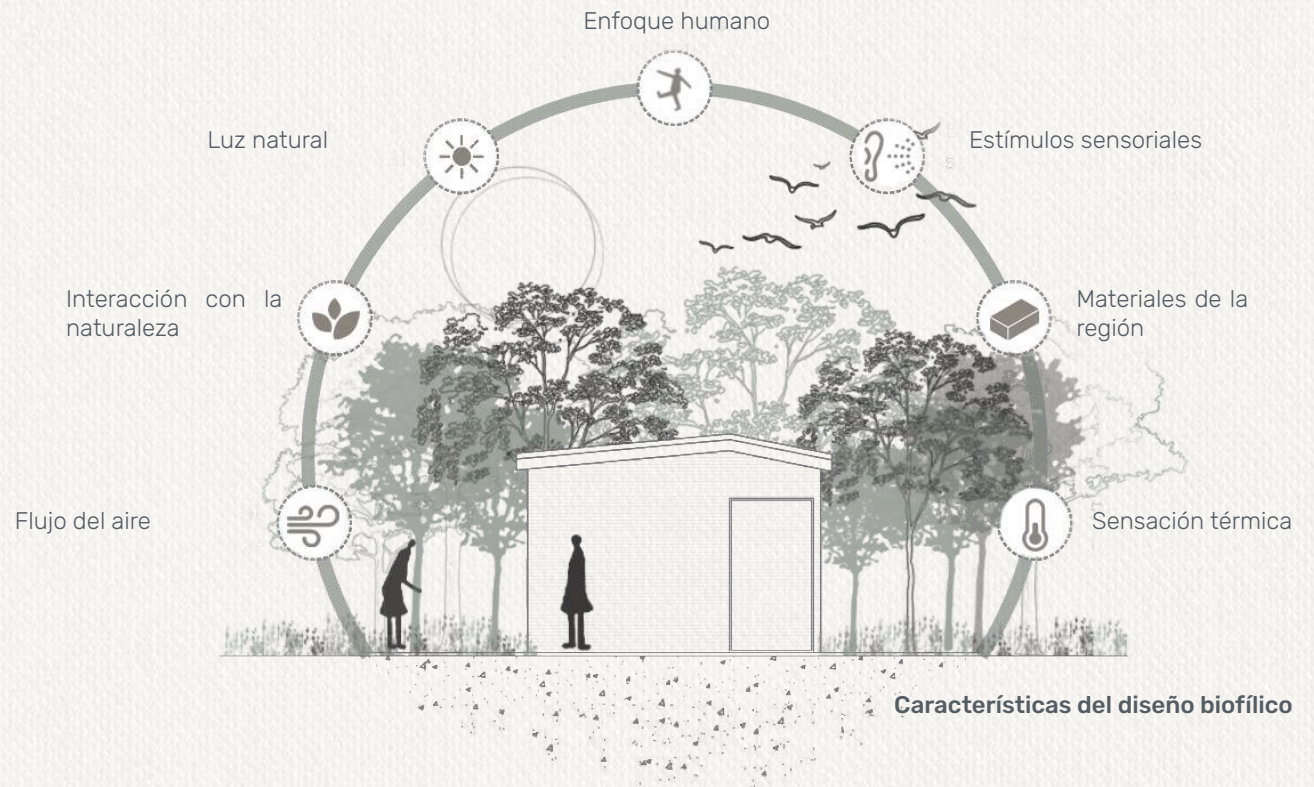 Enfoque humano
Luz natural
Estímulos sensoriales
Interacción con la
naturaleza
Materiales de la
región
Flujo del aire
Sensación térmica
Características del diseño biofílico